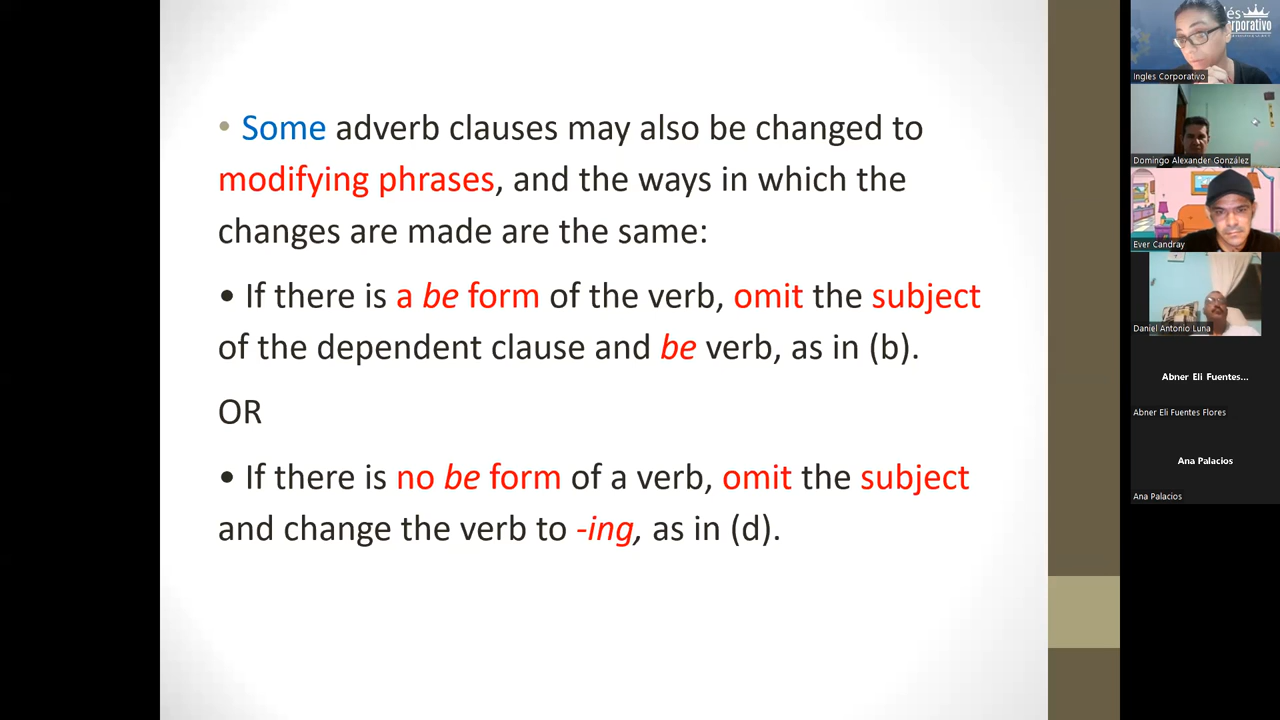 • Some adverb clauses may also be changed to
modifying phrases, and the ways in which the
changes are made are the same:
• If there is a be form of the verb, omit the subject
of the dependent clause and be verb, as in (b).
OR
• If there is no be form of a verb, omit the subject
and change the verb to -ing, as in (d).
Ingles Corporativo
Domingo Alexander González
Ever Candray
Daniel Antonio Luna
Abner Eli Fuentes...
Abner Eli Fuentes Flores
Ana Palacios
Ana Palacios